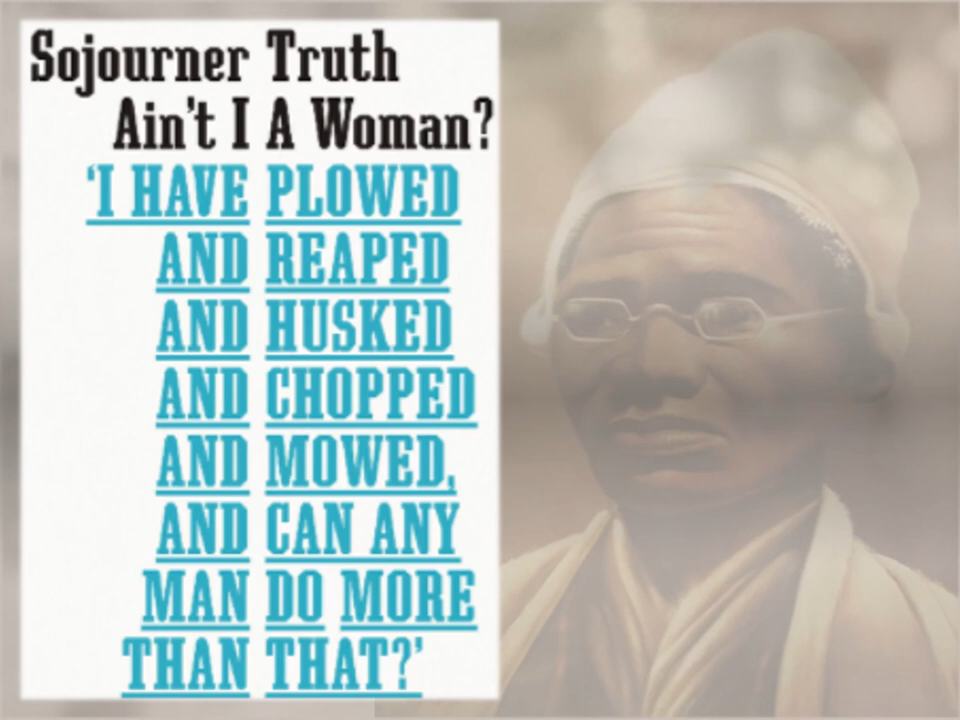 Sojourner Truth
Ain't I A Woman?
'I HAVE PLOWED
AND REAPED
AND HUSKED
AND CHOPPED
AND MOWED,
AND CAN ANY
MAN DO MORE
THAN THAT?'